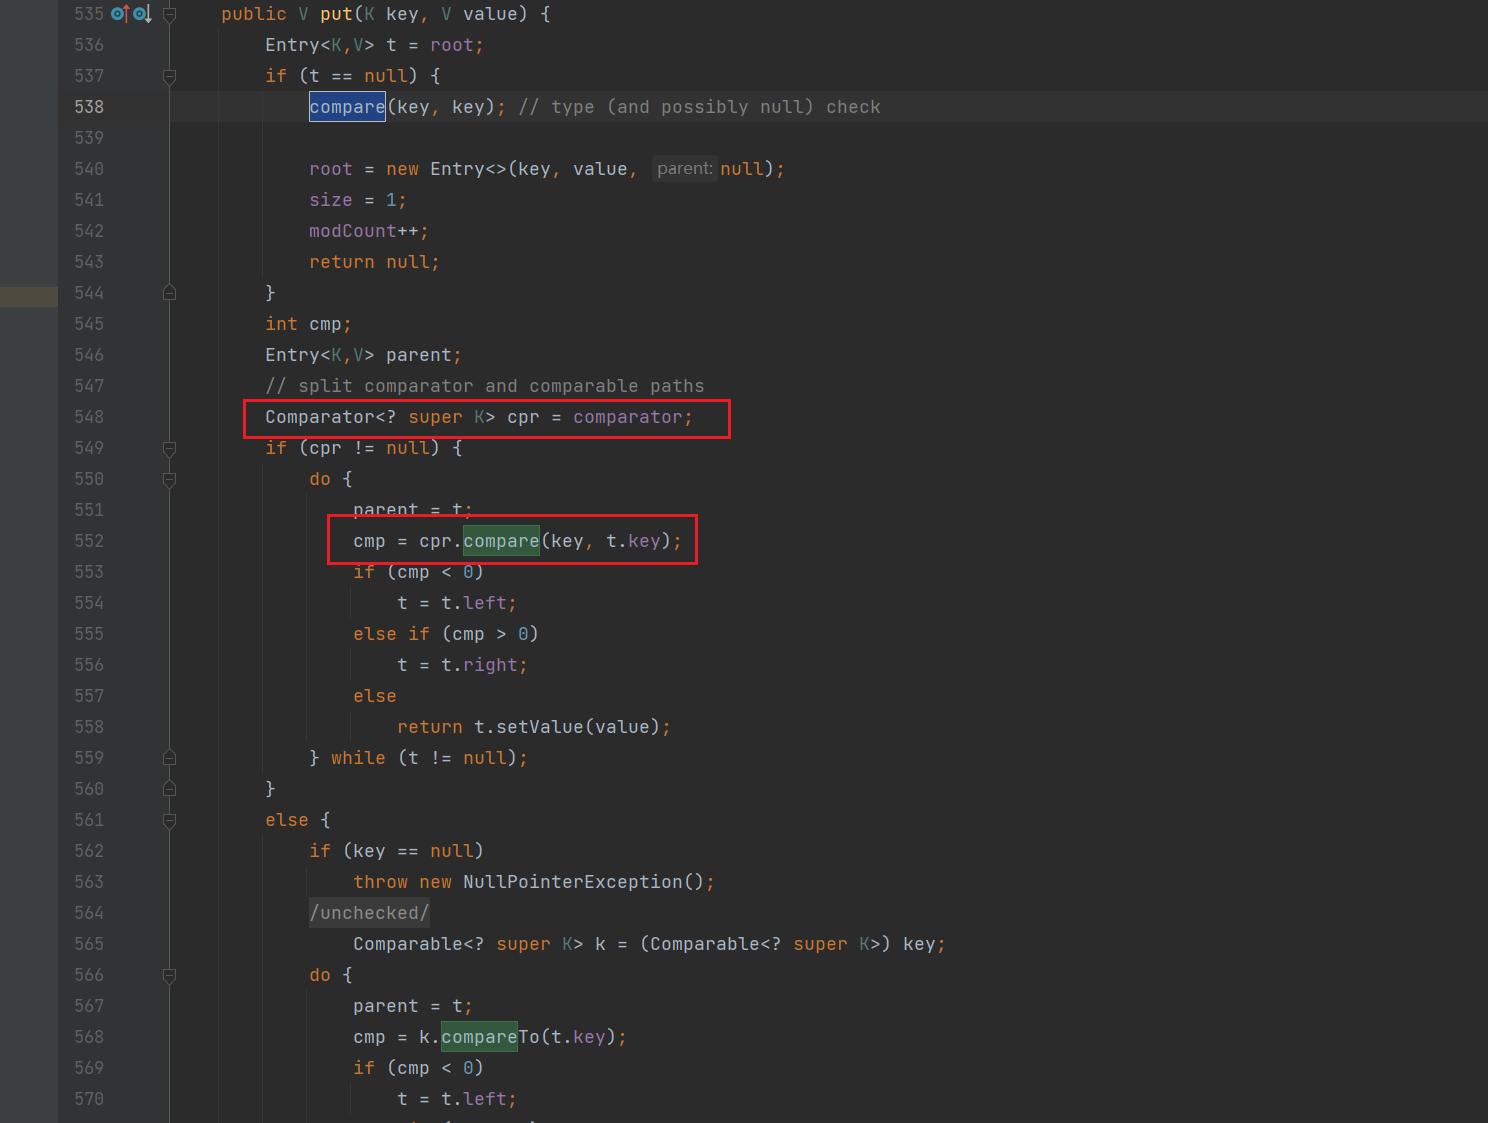 535 public V put(K key, V value) {
536 Entry<K,V> t = root;
537 if (t == null) {
538 compare(key, key); // type (and possibly null) check
539
540 root = new Entry<>(key, value, parent: null);
541 size = 1;
542 modCount++;
543 return null;
544 }
545 int cmp;
546 Entry<K,V> parent;
547 // split comparator and comparable paths
548 Comparator<? super K> cpr = comparator;
549 if (cpr != null) {
550 do {
551 parent = t;
552 cmp = cpr.compare(key, t.key);
553 if (cmp < 0)
554 t = t.left;
555 else if (cmp > 0)
556 t = t.right;
557 else
558 return t.setValue(value);
559 } while (t != null);
560 }
561 else {
562 if (key == null)
563 throw new NullPointerException();
564 /unchecked/
565 Comparable<? super K> k = (Comparable<? super K>) key;
566 do {
567 parent = t;
568 cmp = k.compareTo(t.key);
569 if (cmp < 0)
570 t = t.left;